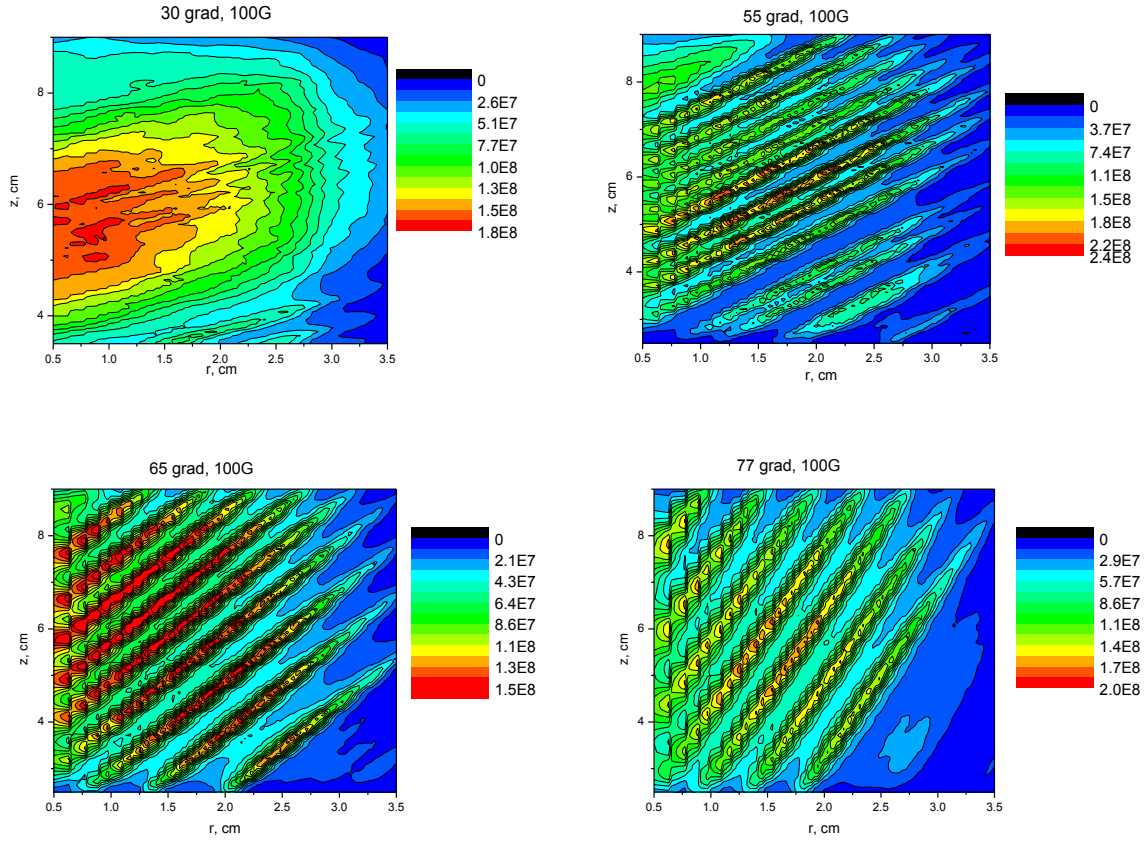 30 grad, 100G
z, cm
8
6
4
0.5 1.0 1.5 2.0 2.5 3.0 3.5
r, cm
0
2.6E7
5.1E7
7.7E7
1.0E8
1.3E8
1.5E8
1.8E8
55 grad, 100G
z, cm
8
6
4
0.5 1.0 1.5 2.0 2.5 3.0 3.5
r, cm
0
3.7E7
7.4E7
1.1E8
1.5E8
1.8E8
2.2E8
2.4E8
65 grad, 100G
z, cm
8
6
4
0.5 1.0 1.5 2.0 2.5 3.0 3.5
r, cm
0
2.1E7
4.3E7
6.4E7
8.6E7
1.1E8
1.3E8
1.5E8
77 grad, 100G
z, cm
8
6
4
0.5 1.0 1.5 2.0 2.5 3.0 3.5
r, cm
0
2.9E7
5.7E7
8.6E7
1.1E8
1.4E8
1.7E8
2.0E8